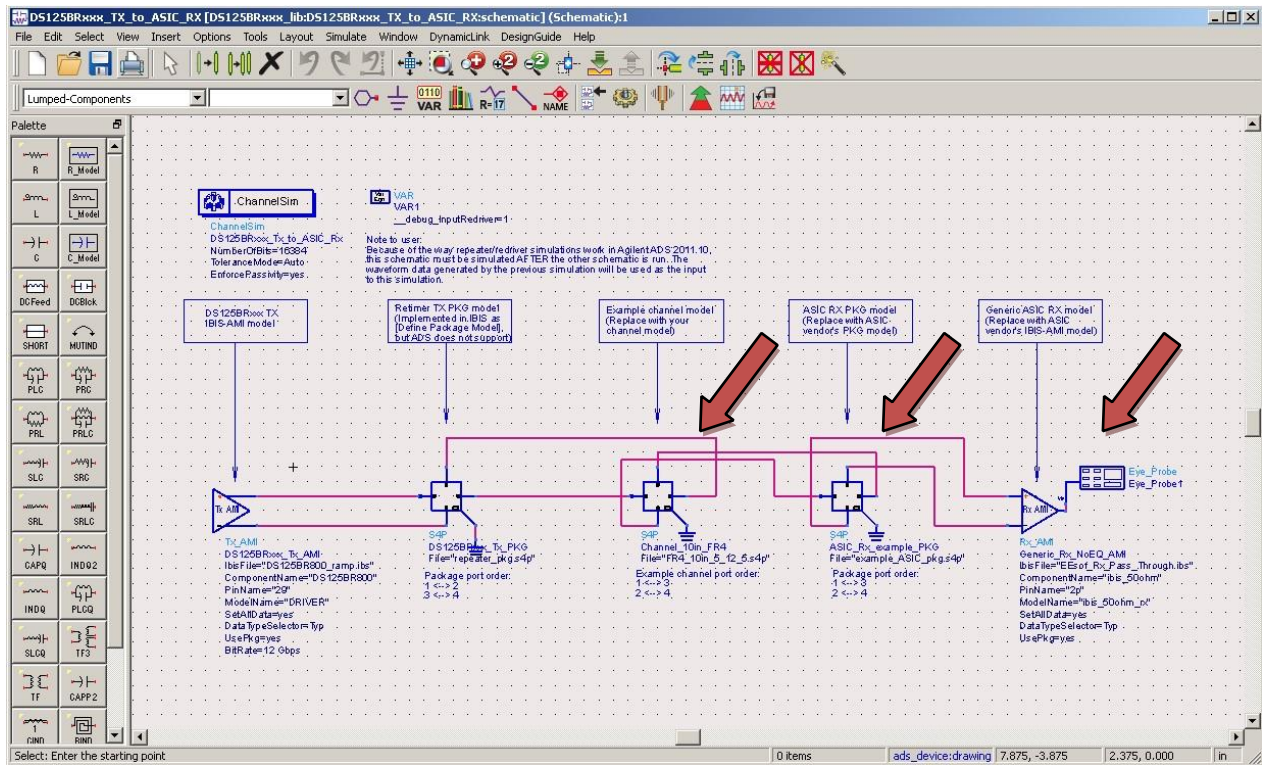 DS125BRxxx_TX_to_ASIC_RX [DS125BRxxx_lib:DS125BRxxx_TX_to_ASIC_RX:schematic] (Schematic):1
File Edit Select View Insert Options Tools Layout Simulate Window DynamicLink DesignGuide Help
Lumped-Components
0110
VAR
R=17
NAME
Palette
R
R_Model
L
L_Model
C
C_Model
DCFeed
DCBlck
SHORT
MUTIND
PLC
PRC
PRL
PRLC
SLC
SRC
SRL
SRLC
CAPQ
INDQ2
INDQ
PLCQ
SLCQ
TF3
TF
CAPP2
CIND
RIND
ChannelSim
ChannelSim
DS125BRxxx_Tx_to_ASIC_Rx
NumberOfBits=16384
ToleranceMode=Auto
EnforcePassivity=yes
VAR
VAR1
__debug_InputRedriver=1
Note to user:
Because of the way repeater/redriver simulations work in Agilent ADS 2011.10,
this schematic must be simulated AFTER the other schematic is run. The
waveform data generated by the previous simulation will be used as the input
to this simulation.
DS125BRxxx TX
IBIS-AMI model
Retimer TX PKG model
(Implemented in IBIS as
[Define Package Model],
but ADS does not support)
Example channel model
(Replace with your
channel model)
ASIC RX PKG model
(Replace with ASIC
vendor's PKG model)
Generic ASIC RX model
(Replace with ASIC
vendor's IBIS-AMI model)
Tx AMI
Tx_AMI
DS125BRxxx_Tx_AMI
IbisFile="DS125BR800_ramp.ibs"
ComponentName="DS125BR800"
PinName="29"
ModelName="DRIVER"
SetAllData=yes
DataTypeSelector=Typ
UsePkg=yes
BitRate=12 Gbps
S4P
DS125BRxxx_Tx_PKG
File="repeater_pkg.s4p"
Package port order:
1 <--> 2
3 <--> 4
S4P
Channel_10in_FR4
File="FR4_10in_5_12_5.s4p"
Example channel port order:
1 <--> 3
2 <--> 4
S4P
ASIC_Rx_example_PKG
File="example_ASIC_pkg.s4p"
Package port order:
1 <--> 3
2 <--> 4
Rx AMI
Eye_Probe
Eye_Probe1
Rx_AMI
Generic_Rx_NoEQ_AMI
IbisFile="EEsof_Rx_Pass_Through.ibs"
ComponentName="ibis_50ohm"
PinName="2p"
ModelName="ibis_50ohm_rx"
SetAllData=yes
DataTypeSelector=Typ
UsePkg=yes
Select: Enter the starting point
0 items
ads_device:drawing
7.875, -3.875
2.375, 0.000
in